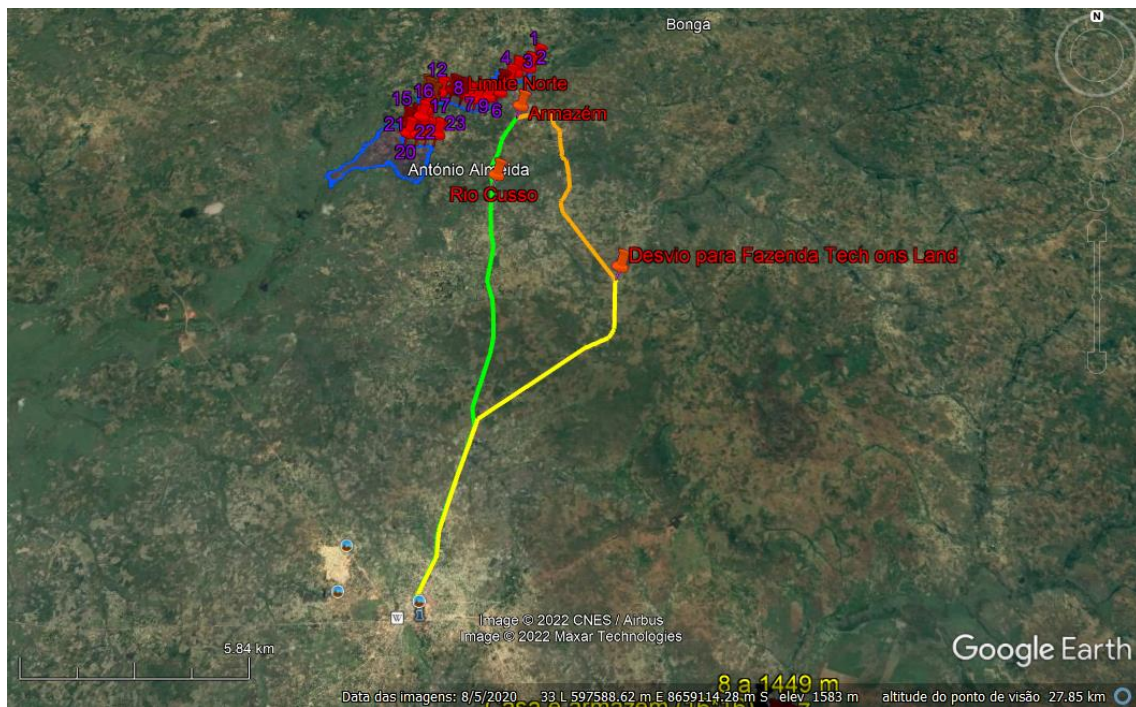 Bonga
N
1
2
3
4
12
8
Limite Norte
16
15
17
7
9
6
Armazém
21
22
23
20
António Almeida
Rio Cusso
Desvio para Fazenda Tech ons Land
1
W
Image © 2022 CNES / Airbus
Image © 2022 Maxar Technologies
5.84 km
Google Earth
8 a 1449 m
Data das imagens: 8/5/2020 33 L 597588.62 m E 8659114.28 m S elev 1583 m altitude do ponto de visão 27.85 km